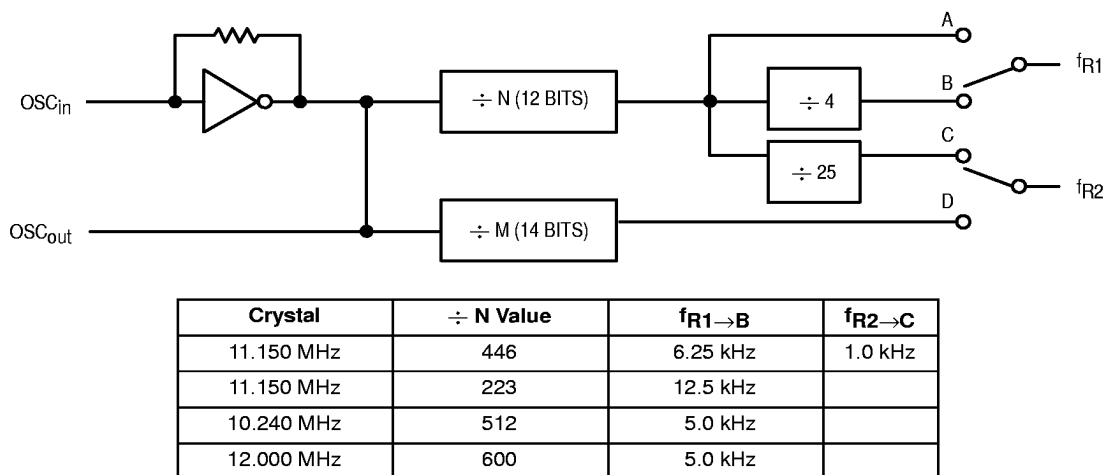 A
fR1
OSCin
÷ N (12 BITS)
÷ 4
B
C
÷ 25
fR2
D
OSCout
÷ M (14 BITS)
Crystal ÷ N Value fR1→B fR2→C
11.150 MHz 446 6.25 kHz 1.0 kHz
11.150 MHz 223 12.5 kHz
10.240 MHz 512 5.0 kHz
12.000 MHz 600 5.0 kHz